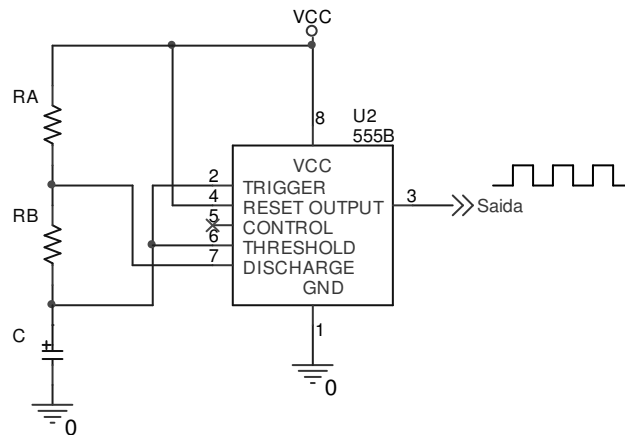 VCC
RA
U2
555B
8
VCC
2 TRIGGER
4 RESET OUTPUT 3
5 CONTROL
6 THRESHOLD
7 DISCHARGE
GND
Saida
RB
1
C
+
0
0